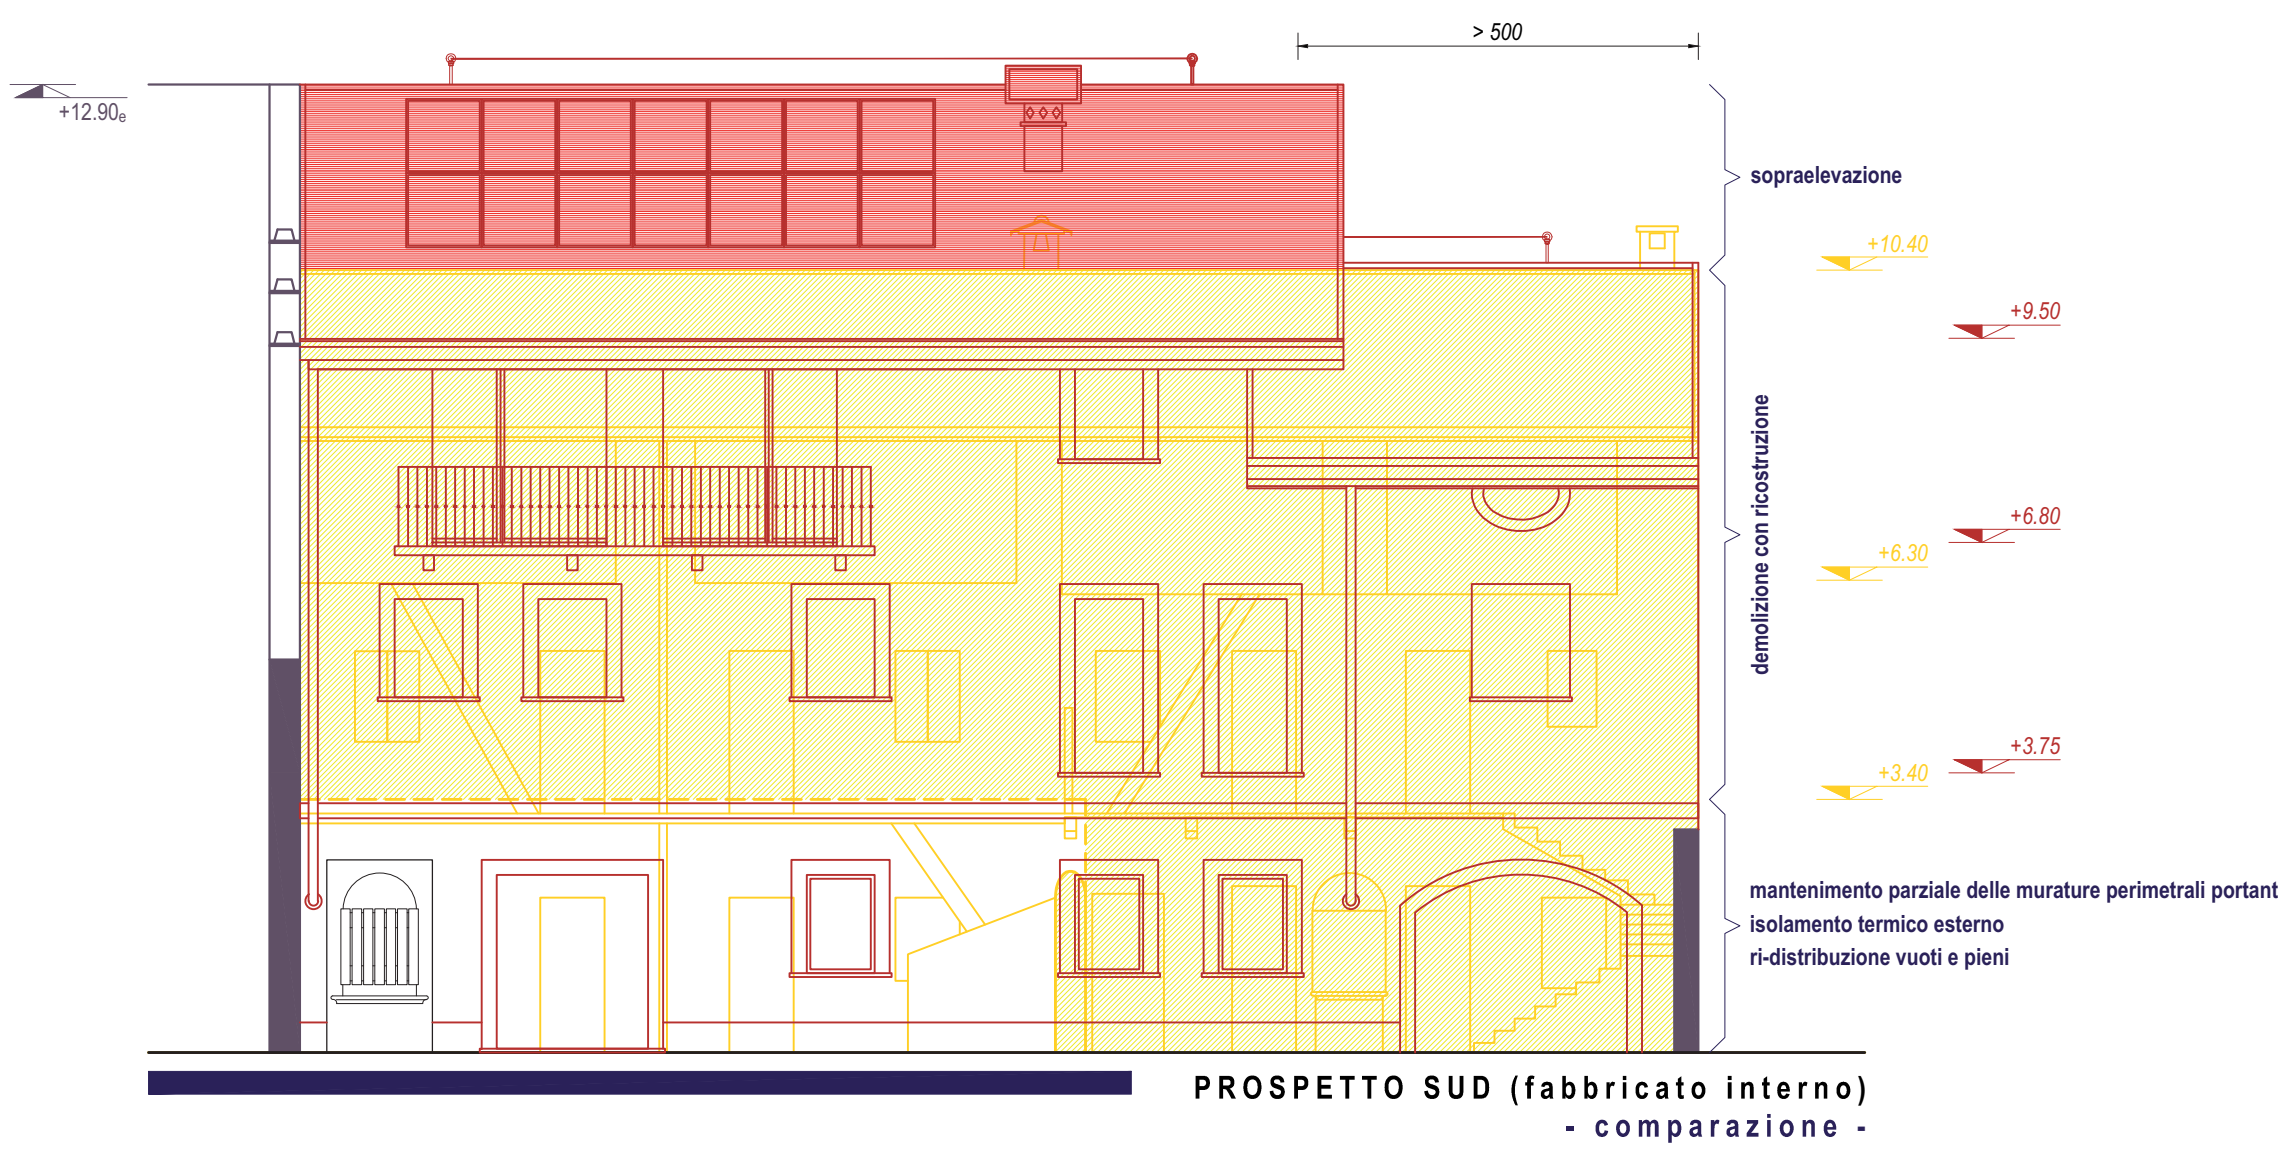 > 500
+12.90e
sopraelevazione
+10.40
+9.50
demolizione con ricostruzione
+6.80
+6.30
+3.75
+3.40
mantenimento parziale delle murature perimetrali portant
isolamento termico esterno
ri-distribuzione vuoti e pieni
PROSPETTO SUD (fabbricato interno)
- comparazione -